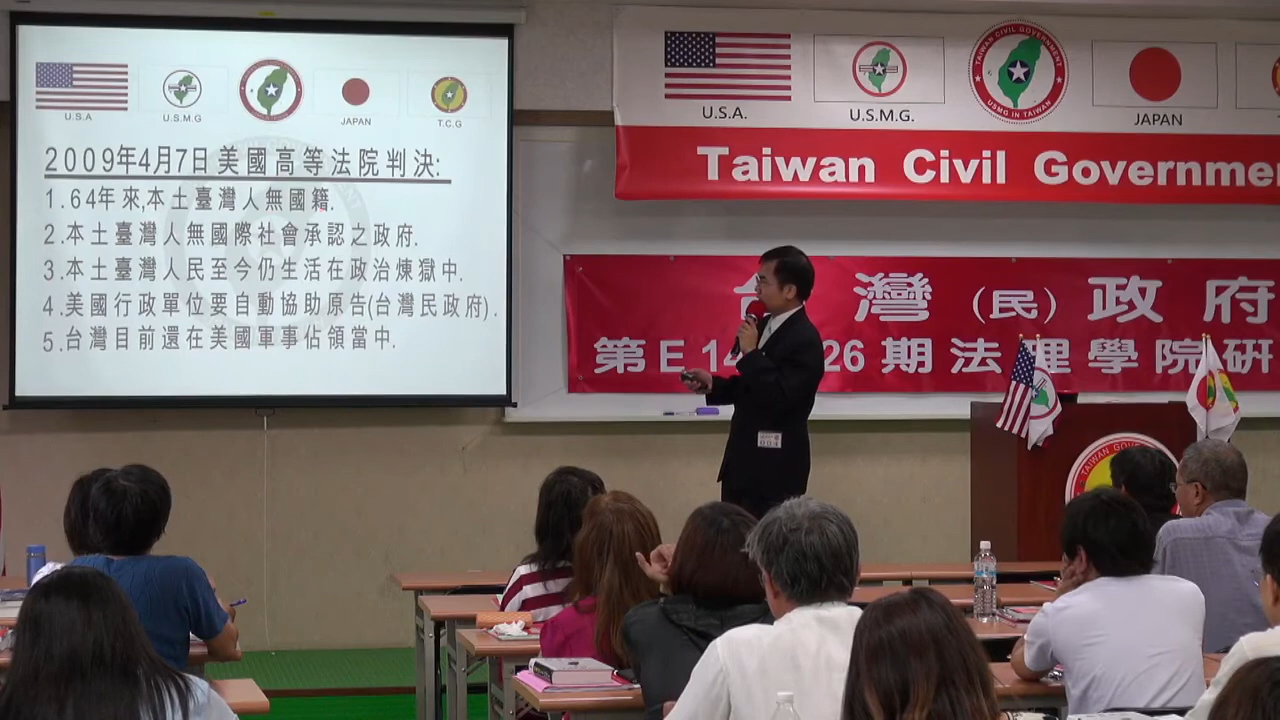 U.S.A
U.S.M.G
JAPAN
T.C.G
2009年4月7日美國高等法院判決:
1.64年來,本土臺灣人無國籍.
2.本土臺灣人無國際社會承認之政府.
3.本土臺灣人民至今仍生活在政治煉獄中.
4.美國行政單位要自動協助原告(台灣民政府).
5.台灣目前還在美國軍事佔領當中.
U.S.A.
U.S.M.G.
TAIWAN CIVIL GOVERNMENT
USMG IN TAIWAN
JAPAN
Taiwan Civil Governme
台灣(民)政府
第E14 26期法理學院研
TAIWAN GOVER